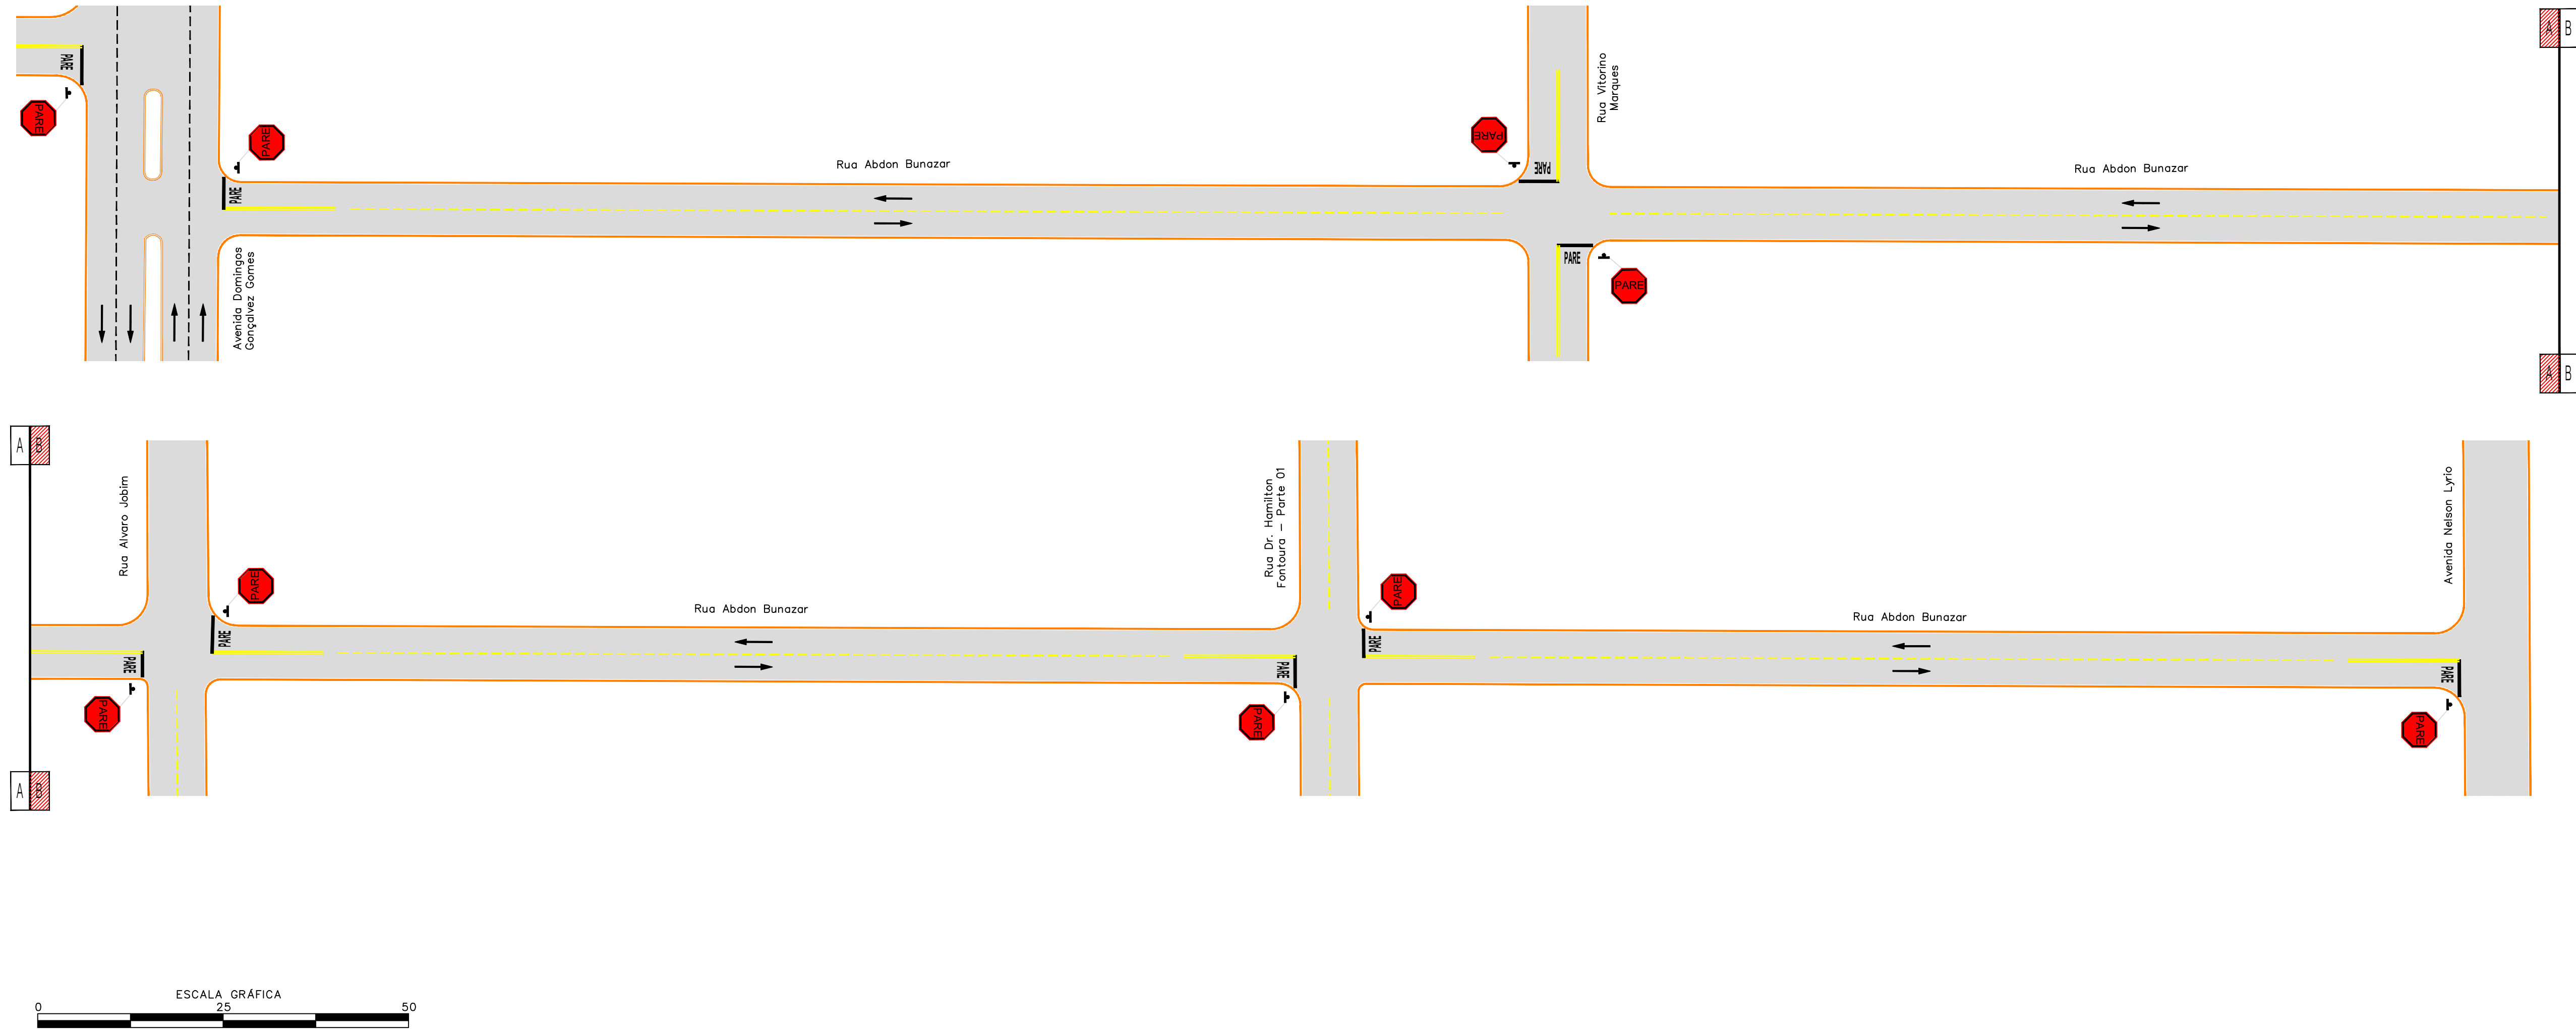 A B
PARE
PARE
PARE
PARE
Rua Abdon Bunazar
PARE
PARE
Rua Vitorino
Marques
Rua Abdon Bunazar
Avenida Domingos
Gonçalvez Gomes
PARE
PARE
A B
A B
Rua Alvaro Jobim
PARE
PARE
PARE
PARE
Rua Abdon Bunazar
Rua Dr. Hamilton
Fontoura - Parte 01
PARE
PARE
PARE
PARE
Rua Abdon Bunazar
Avenida Nelson Lyrio
PARE
PARE
A B
ESCALA GRÁFICA
0 25 50